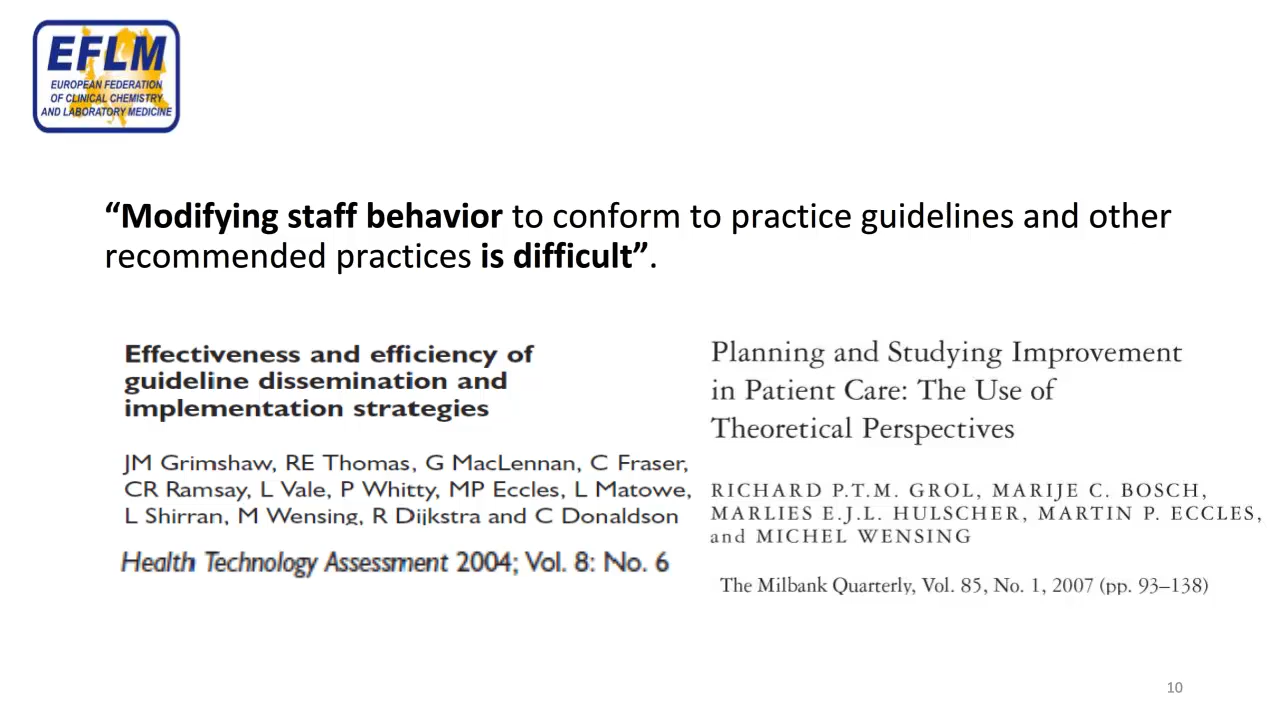 EFLM
EUROPEAN FEDERATION
OF CLINICAL CHEMISTRY
AND LABORATORY MEDICINE
“Modifying staff behavior to conform to practice guidelines and other
recommended practices is difficult”.
Effectiveness and efficiency of
guideline dissemination and
implementation strategies
JM Grimshaw, RE Thomas, G MacLennan, C Fraser,
CR Ramsay, L Vale, P Whitty, MP Eccles, L Matowe,
L Shirran, M Wensing, R Dijkstra and C Donaldson
Health Technology Assessment 2004; Vol. 8: No. 6
Planning and Studying Improvement
in Patient Care: The Use of
Theoretical Perspectives
RICHARD P.T.M. GROL, MARIJE C. BOSCH,
MARLIES E.J.L. HULSCHER, MARTIN P. ECCLES,
and MICHEL WENSING
The Milbank Quarterly, Vol. 85, No. 1, 2007 (pp. 93–138)
10